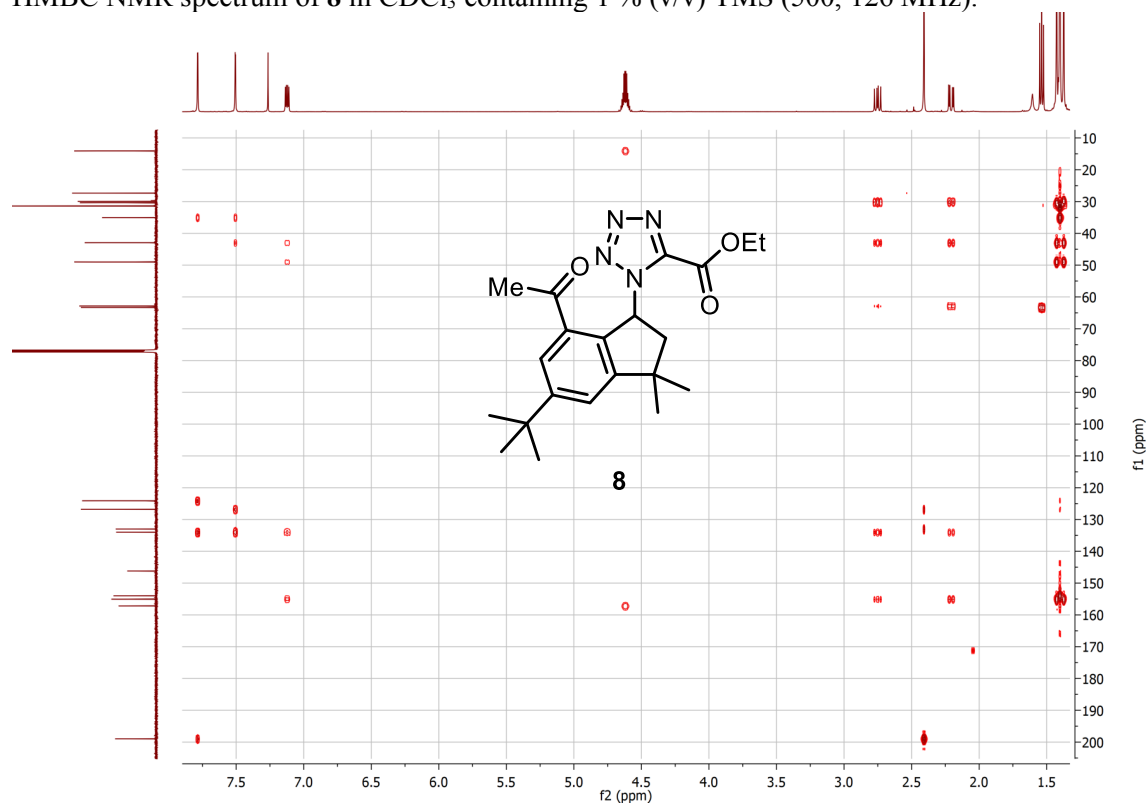 HMBC NMR spectrum of 8 in CDCl₃ containing 1 % (v/v) TMS (500, 126 MHz).
10
20
30
40
50
60
70
80
90
100
110
120
130
140
150
160
170
180
190
200
f1 (ppm)
N N
N N
OEt
O
O
Me
8
7.5 7.0 6.5 6.0 5.5 5.0 4.5 4.0 3.5 3.0 2.5 2.0 1.5
f2 (ppm)